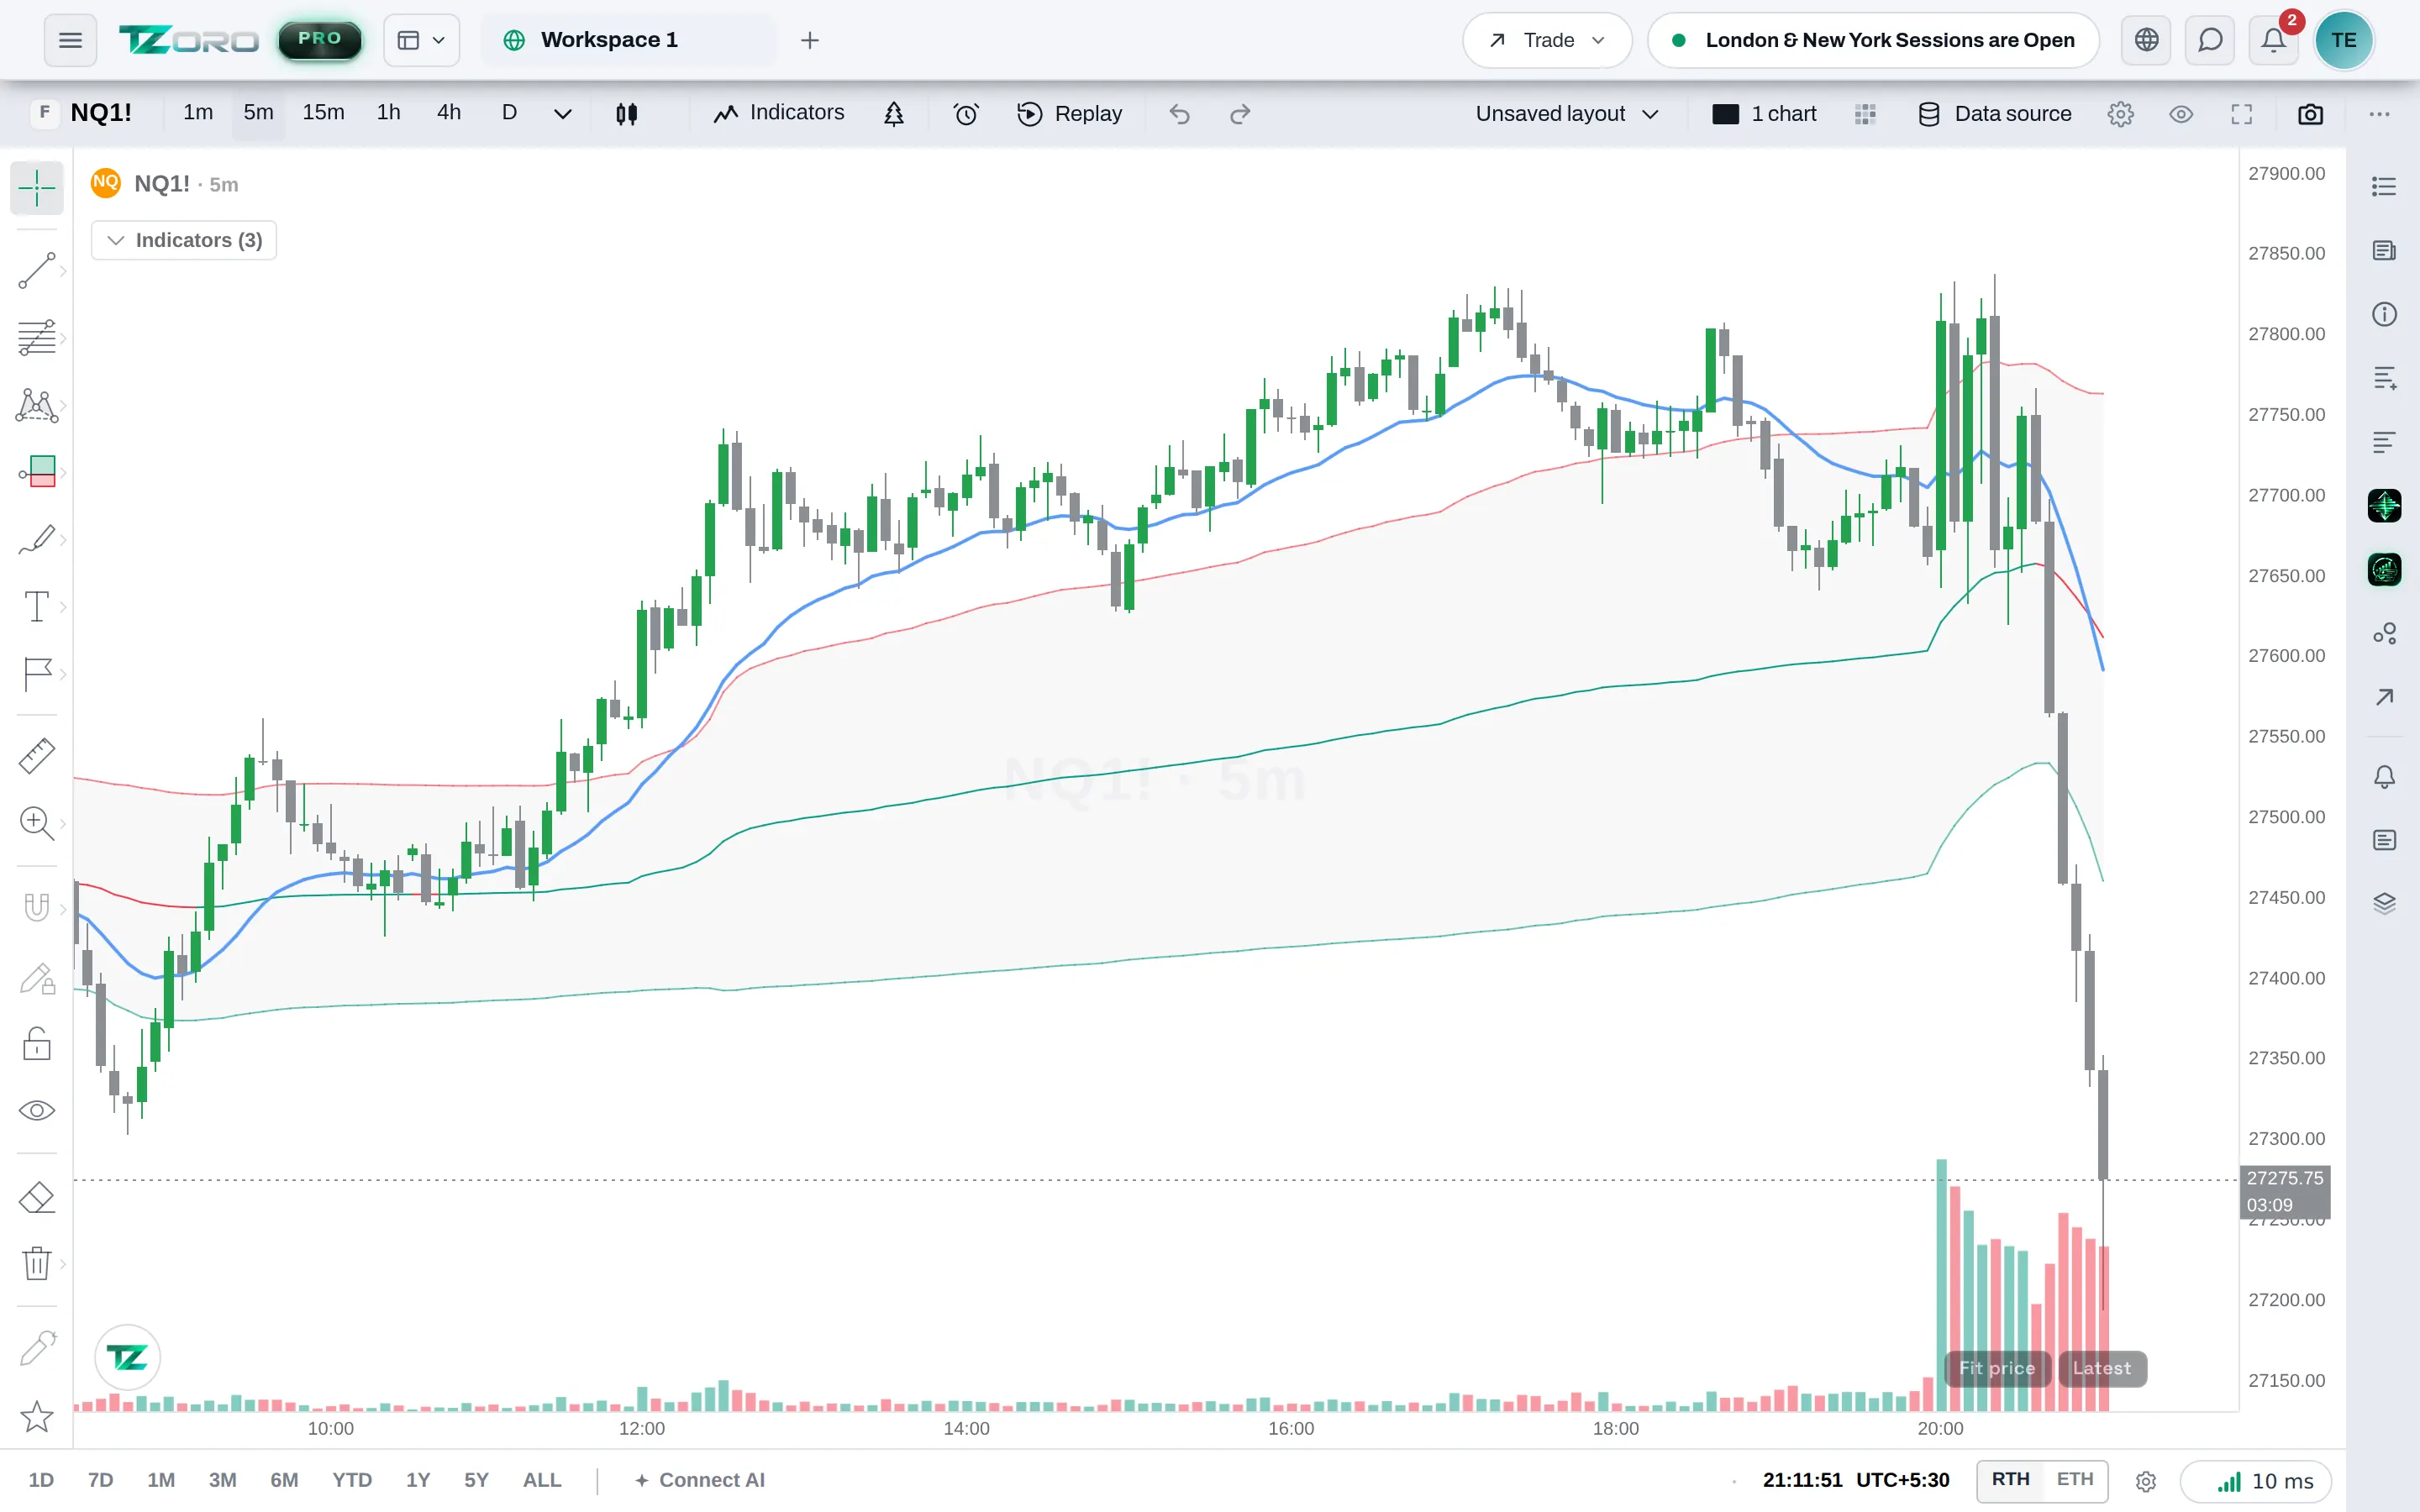 TZORO PRO
Workspace 1
Trade
London & New York Sessions are Open
2
TE
F NQ1! 1m 5m 15m 1h 4h D
Indicators
Replay
Unsaved layout
1 chart
Data source
NQ NQ1! · 5m
Indicators (3)
T
NQ1! · 5m
27900.00
27850.00
27800.00
27750.00
27700.00
27650.00
27600.00
27550.00
27500.00
27450.00
27400.00
27350.00
27300.00
27275.75
03:09
27250.00
27200.00
27150.00
Fit price Latest
TZ
10:00 12:00 14:00 16:00 18:00 20:00
1D 7D 1M 3M 6M YTD 1Y 5Y ALL
Connect AI
21:11:51 UTC+5:30
RTH ETH
10 ms